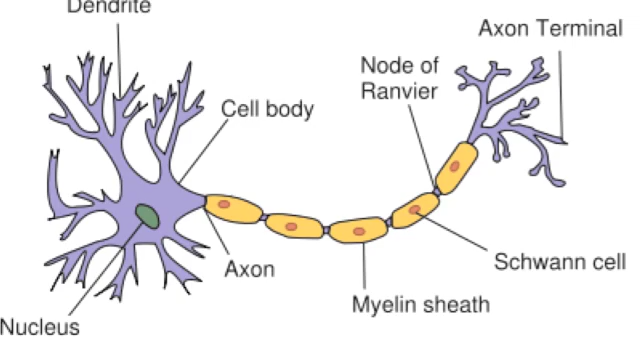 Dendrite
Axon Terminal
Node of
Ranvier
Cell body
Axon
Schwann cell
Myelin sheath
Nucleus